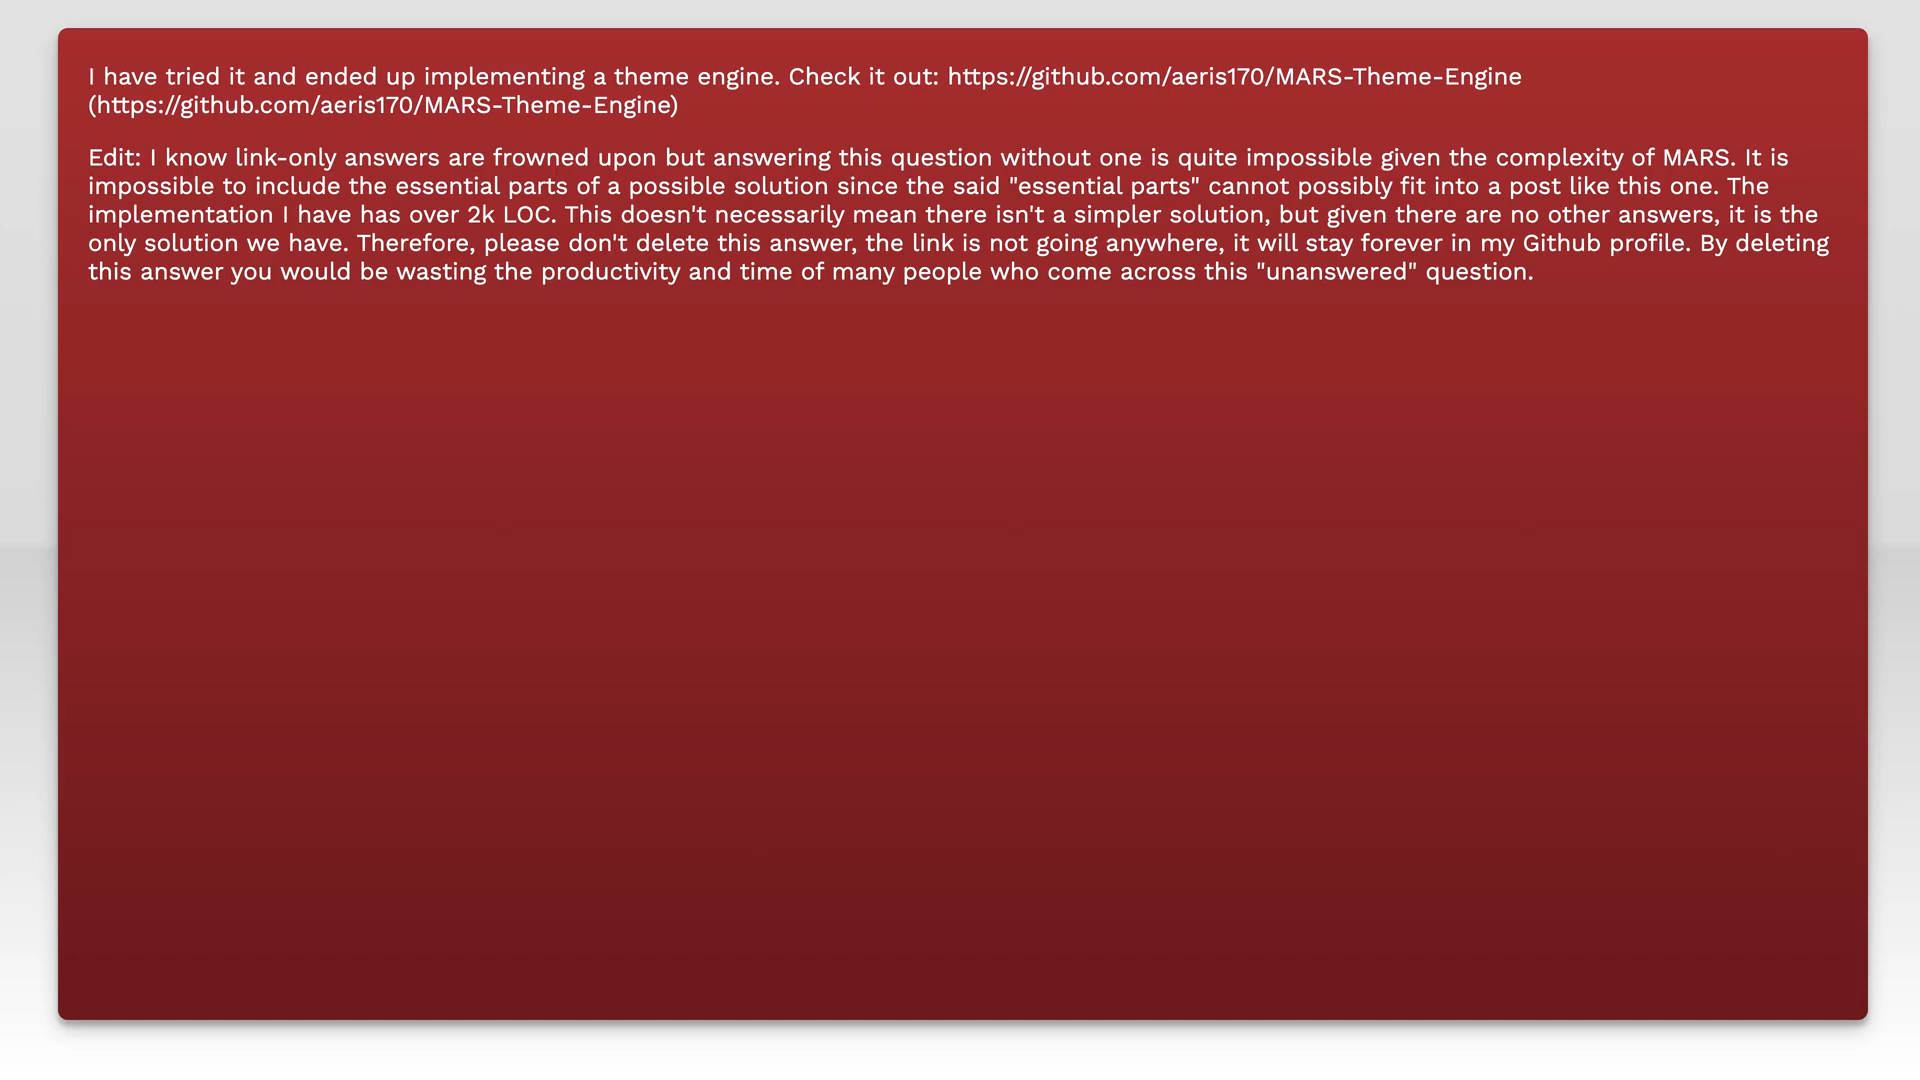 I have tried it and ended up implementing a theme engine. Check it out: https://github.com/aeris170/MARS-Theme-Engine
(https://github.com/aeris170/MARS-Theme-Engine)
Edit: I know link-only answers are frowned upon but answering this question without one is quite impossible given the complexity of MARS. It is
impossible to include the essential parts of a possible solution since the said "essential parts" cannot possibly fit into a post like this one. The
implementation I have has over 2k LOC. This doesn't necessarily mean there isn't a simpler solution, but given there are no other answers, it is the
only solution we have. Therefore, please don't delete this answer, the link is not going anywhere, it will stay forever in my Github profile. By deleting
this answer you would be wasting the productivity and time of many people who come across this "unanswered" question.